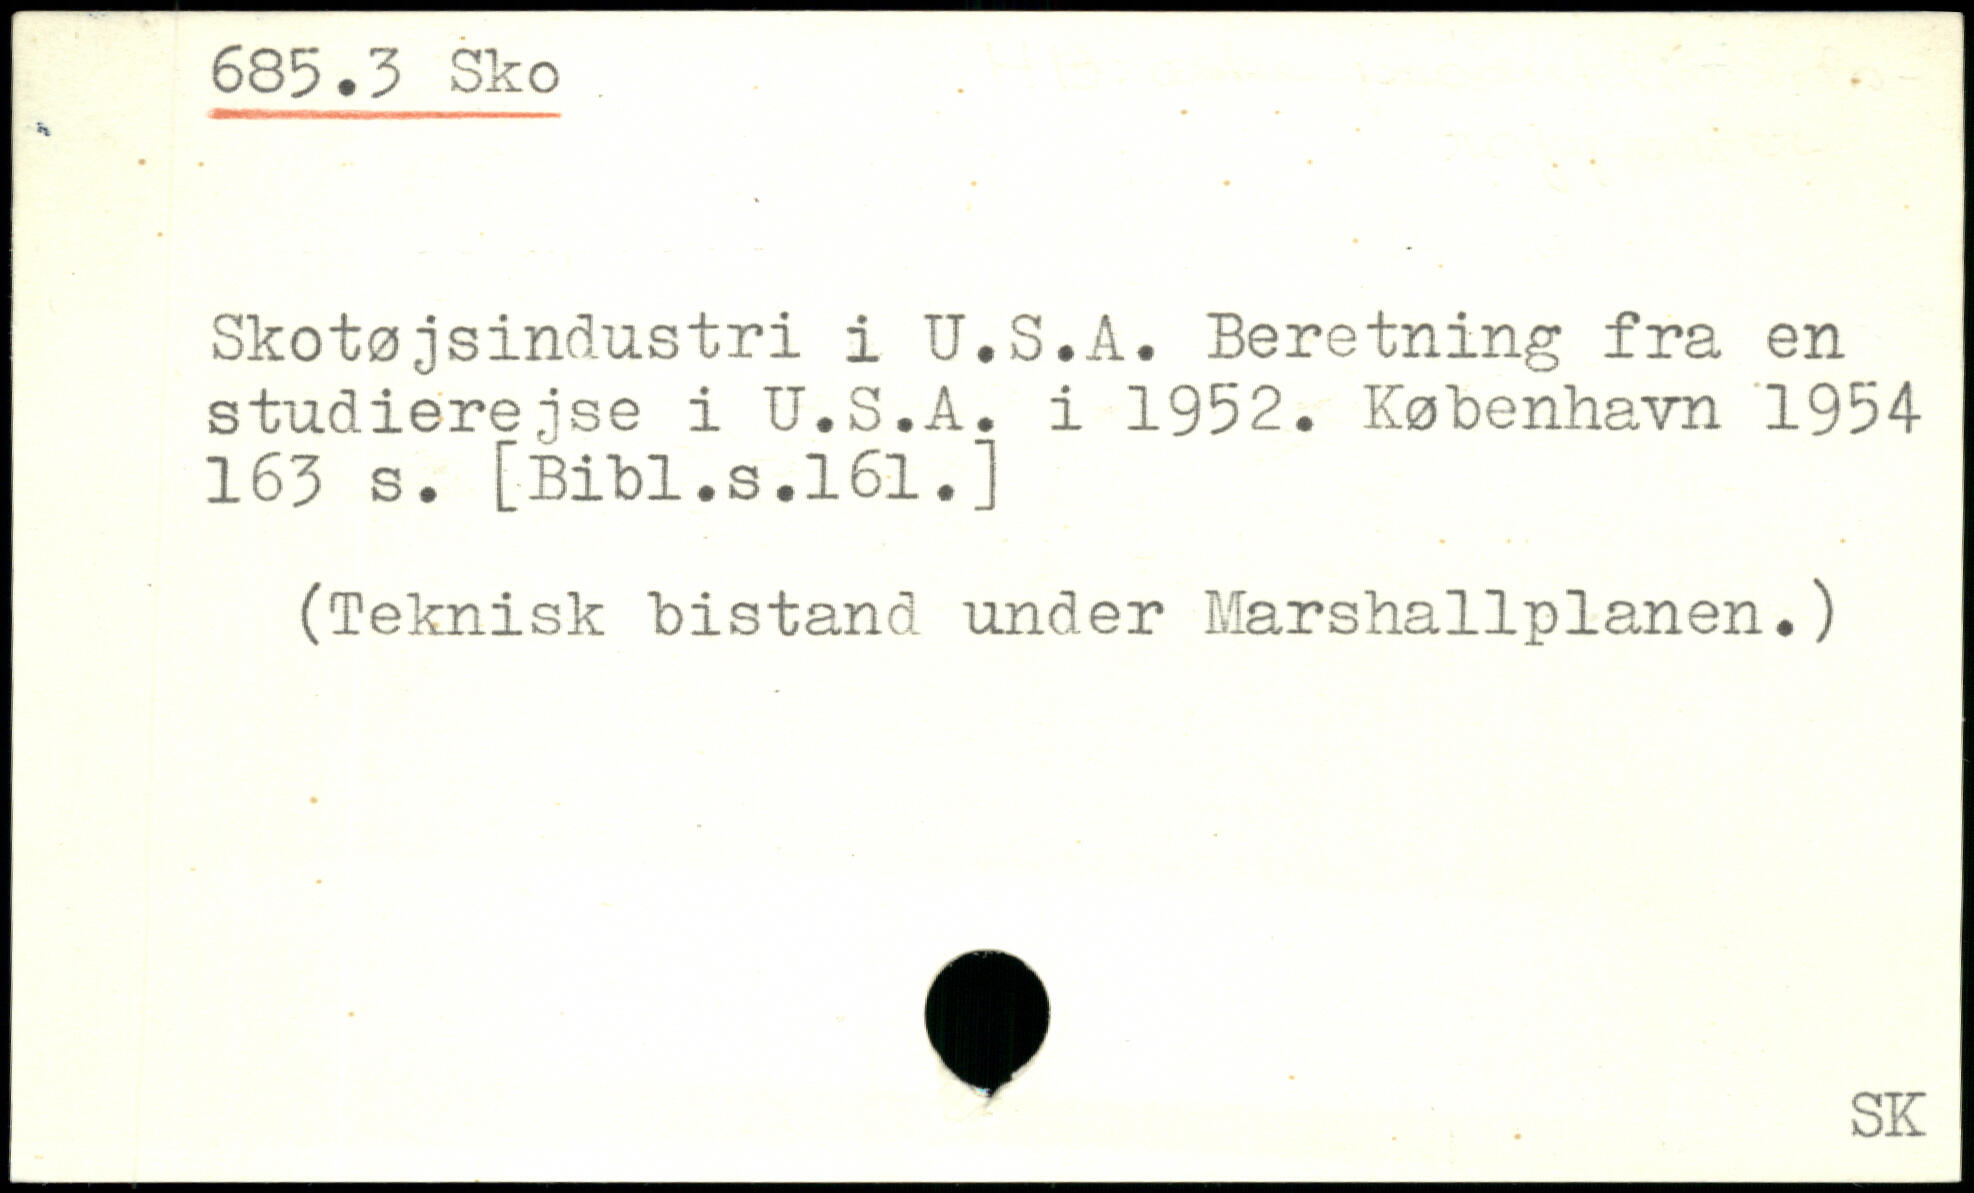 685.3 Sko
Skotøjsindustri i U.S.A. Beretning fra en
studierejse i U.S.A. i 1952. København 1954
163 s. [Bibl.s.161.]
(Teknisk bistand under Marshallplanen.)
SK